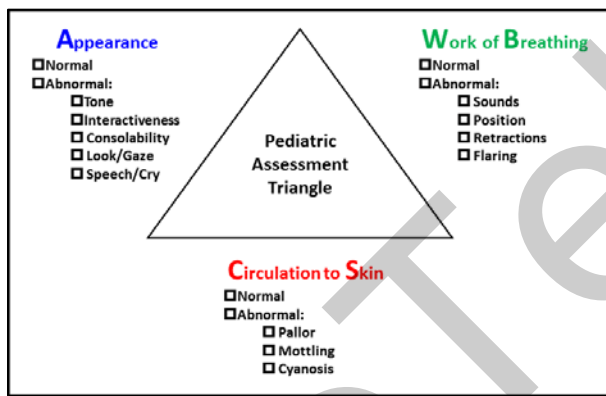 Appearance
☐Normal
☐Abnormal:
☐Tone
☐Interactiveness
☐Consolability
☐Look/Gaze
☐Speech/Cry
Work of Breathing
☐Normal
☐Abnormal:
☐Sounds
☐Position
☐Retractions
☐Flaring
Pediatric
Assessment
Triangle
Circulation to Skin
☐Normal
☐Abnormal:
☐Pallor
☐Mottling
☐Cyanosis